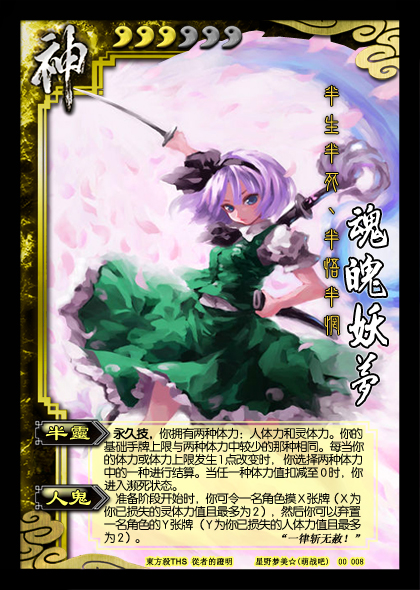 神
半生半死、半悟半惘
魂魄妖夢
半靈
永久技，你拥有两种体力：人体力和灵体力。你的
基础手牌上限与两种体力中较少的那种相同。每当你
的体力或体力上限发生1点改变时，你选择两种体力
中的一种进行结算。当任一种体力值扣减至0时，你
进入濒死状态。
人鬼
准备阶段开始时，你可令一名角色摸X张牌（X为
你已损失的灵体力值且最多为2），然后你可以弃置
一名角色的Y张牌（Y为你已损失的人体力值且最多
为2）。
“一律斩无赦！”
東方殺THS 從者的證明 星野梦美☆(萌战吧) 00 008